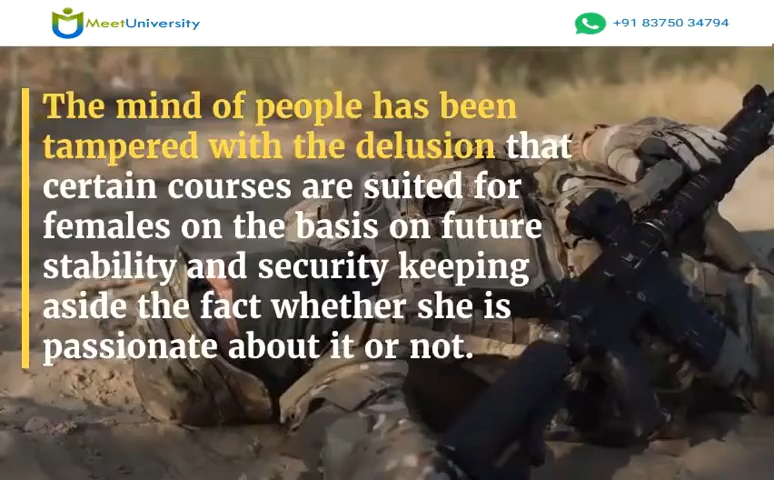 MeetUniversity
+91 83750 34794
The mind of people has been
tampered with the delusion that
certain courses are suited for
females on the basis on future
stability and security keeping
aside the fact whether she is
passionate about it or not.